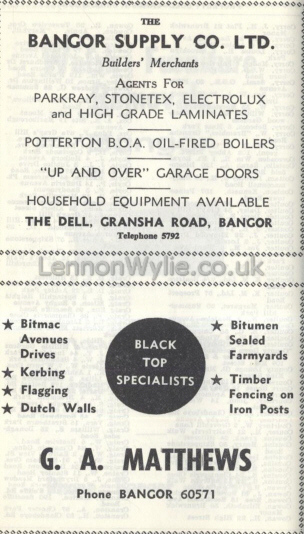 THE
BANGOR SUPPLY CO. LTD.
Builders' Merchants
AGENTS FOR
PARKRAY, STONETEX, ELECTROLUX
and HIGH GRADE LAMINATES
POTTERTON B.O.A. OIL-FIRED BOILERS
"UP AND OVER" GARAGE DOORS
HOUSEHOLD EQUIPMENT AVAILABLE
THE DELL, GRANSHA ROAD, BANGOR
Telephone 5792
LennonWylie.co.uk
★ Bitmac
Avenues
Drives
★ Kerbing
★ Flagging
★ Dutch Walls
BLACK
TOP
SPECIALISTS
★ Bitumen
Sealed
Farmyards
★ Timber
Fencing on
Iron Posts
G. A. MATTHEWS
Phone BANGOR 60571